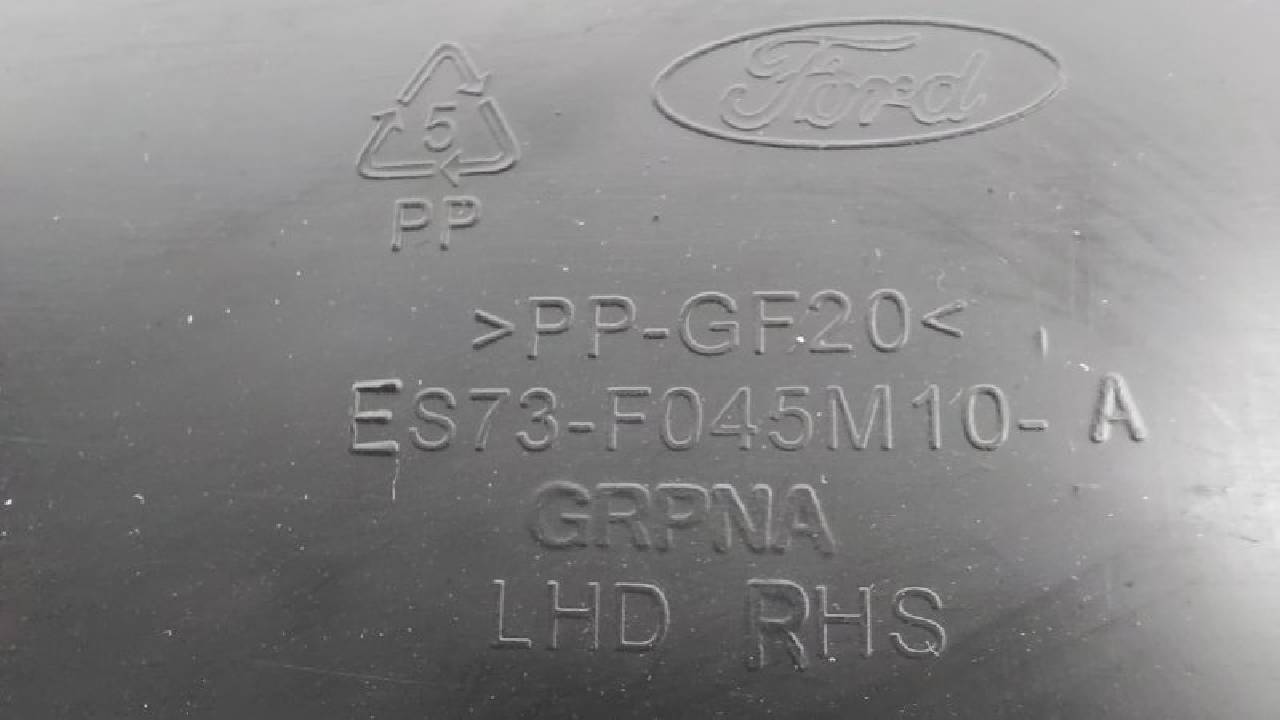 Ford
5
PP
>PP-GF20<
ES73-F045M10-A
GRPNA
LHD RHS